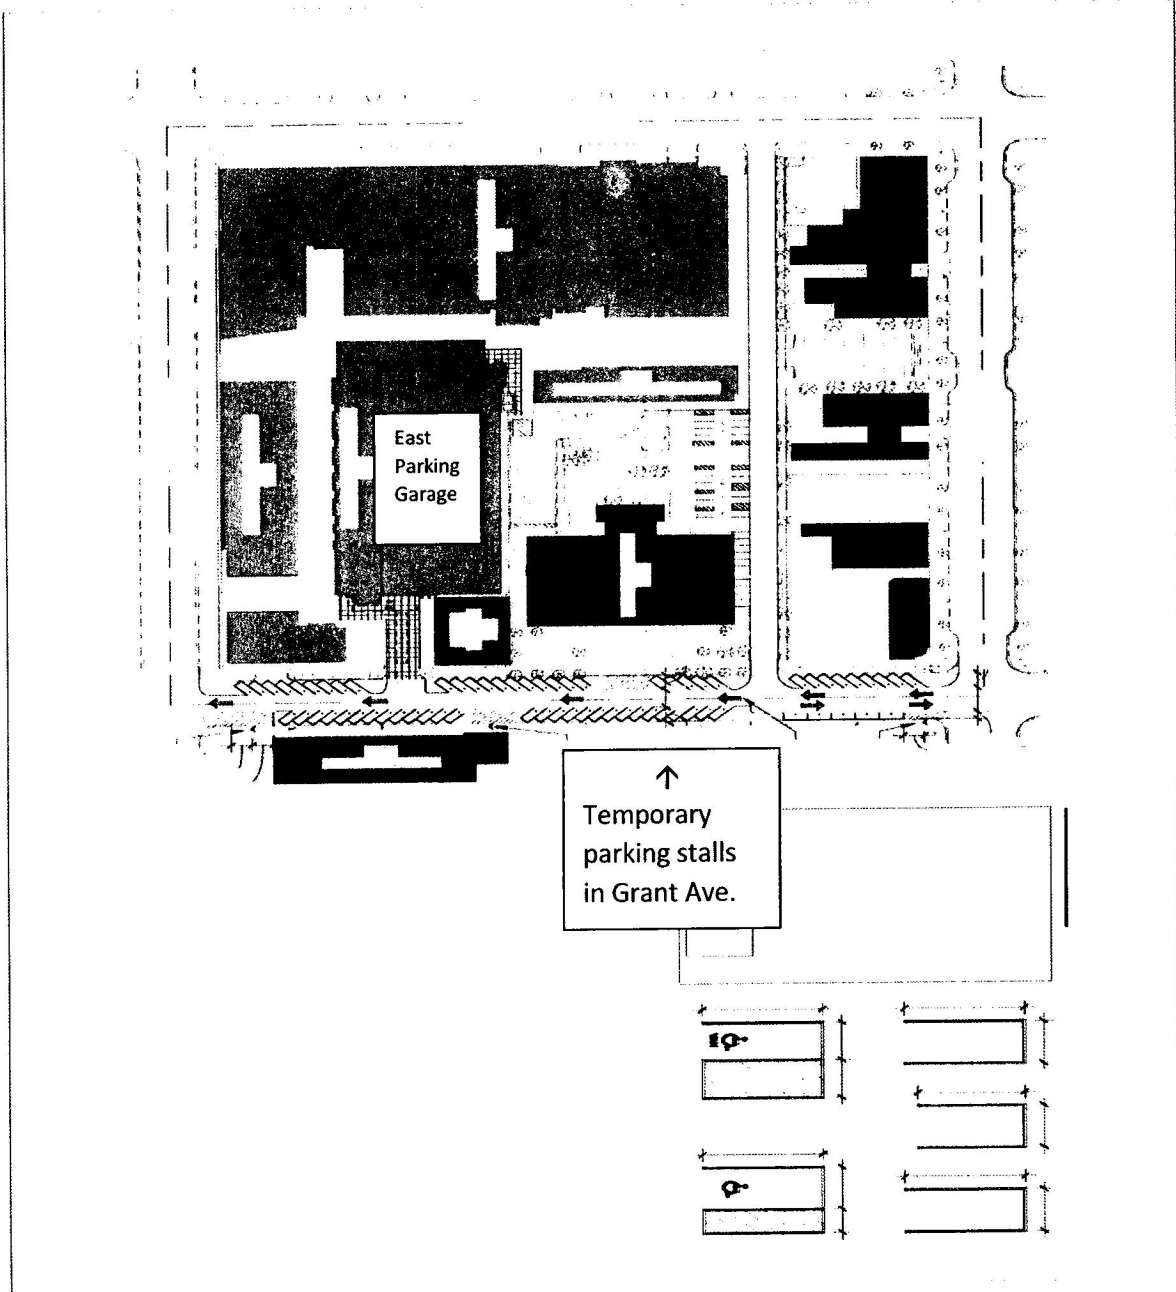 East
Parking
Garage
↑
Temporary
parking stalls
in Grant Ave.